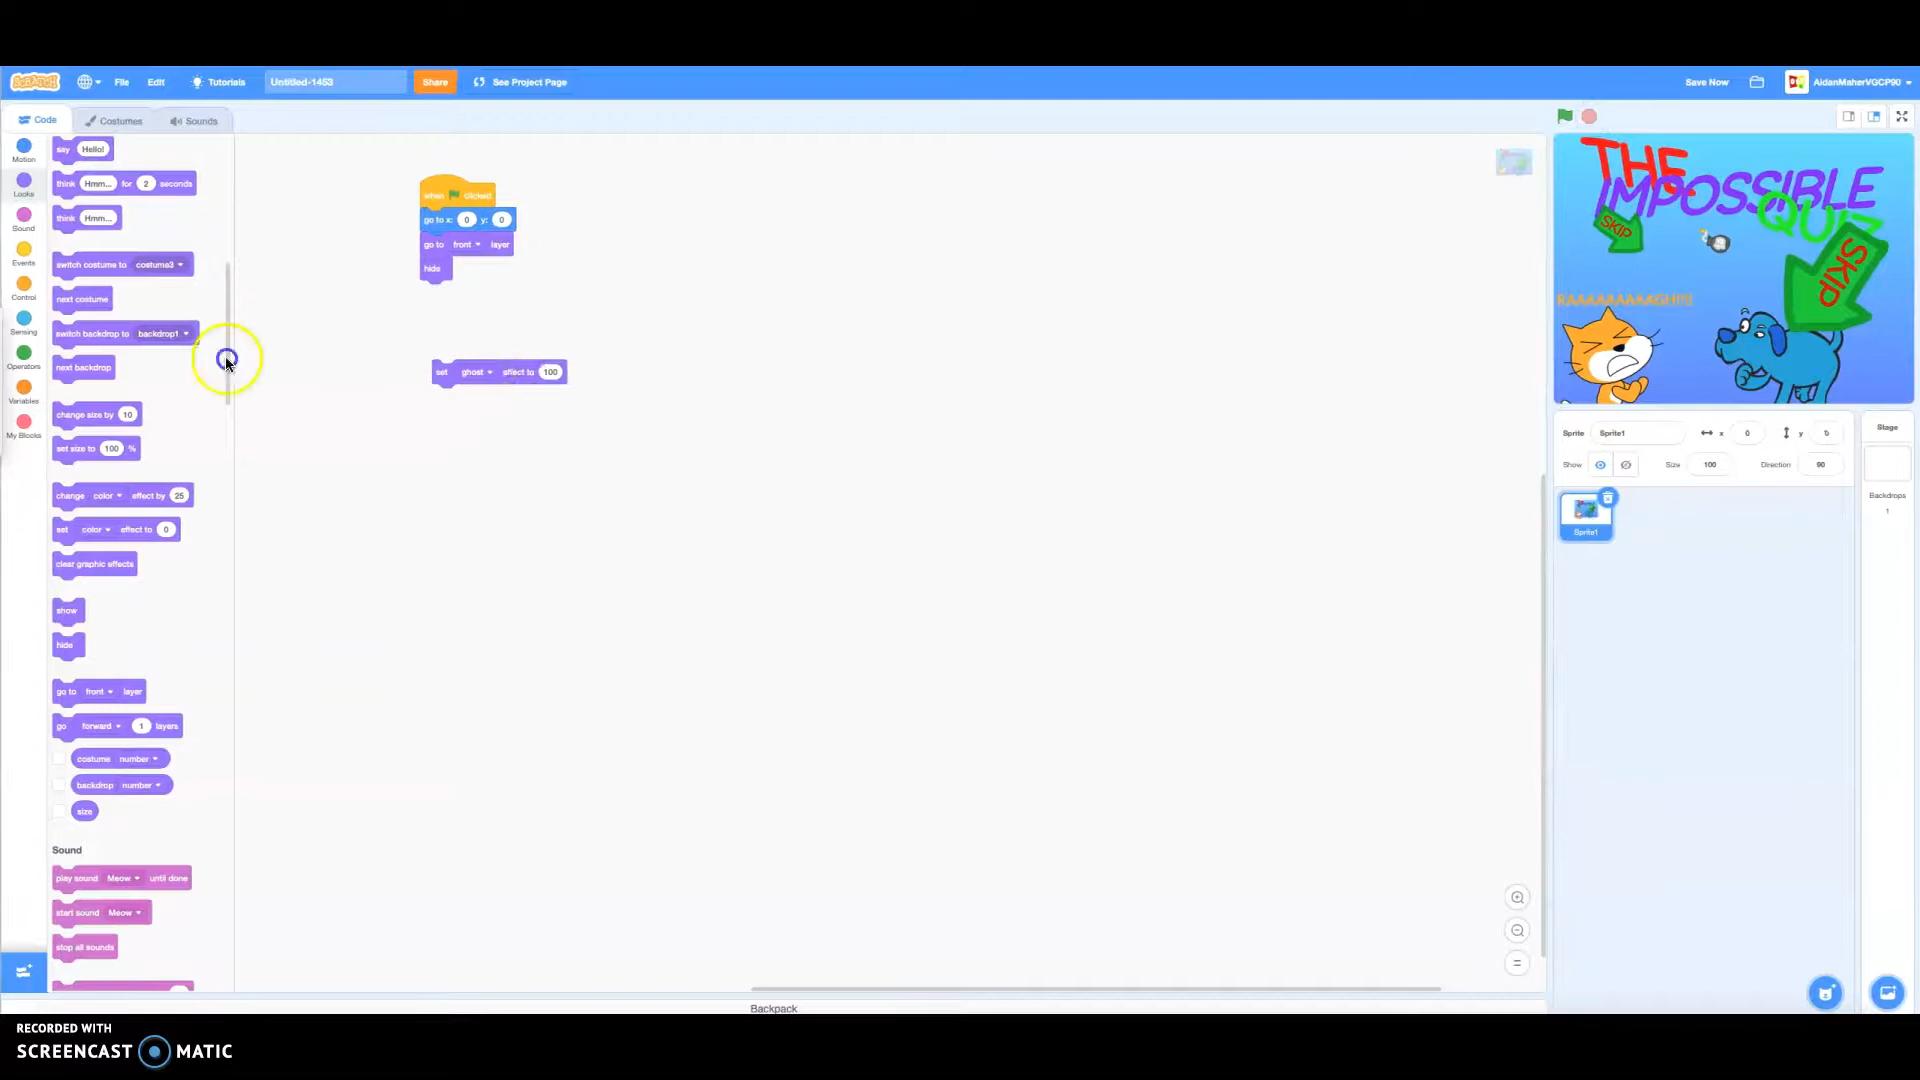 SCRATCH
File
Edit
Tutorials
Untitled-1453
Share
See Project Page
Save Now
AidanMaherVGCP90
Code
Costumes
Sounds
Motion
Looks
Sound
Events
Control
Sensing
Operators
Variables
My Blocks
say Hello!
think Hmm... for 2 seconds
think Hmm...
switch costume to costume3
next costume
switch backdrop to backdrop1
next backdrop
change size by 10
set size to 100 %
change color effect by 25
set color effect to 0
clear graphic effects
show
hide
go to front layer
go forward 1 layers
costume number
backdrop number
size
Sound
play sound Meow until done
start sound Meow
stop all sounds
when clicked
go to x: 0 y: 0
go to front layer
hide
set ghost effect to 100
THE
IMPOSSIBLE
QUIZ
SKIP
SKIP
RAAAAAAAAGH!!!!
Sprite Sprite1 x 0 y
Show Size 100 Direction 90
Sprite1
Stage
Backdrops
1
Backpack
RECORDED WITH
SCREENCAST MATIC